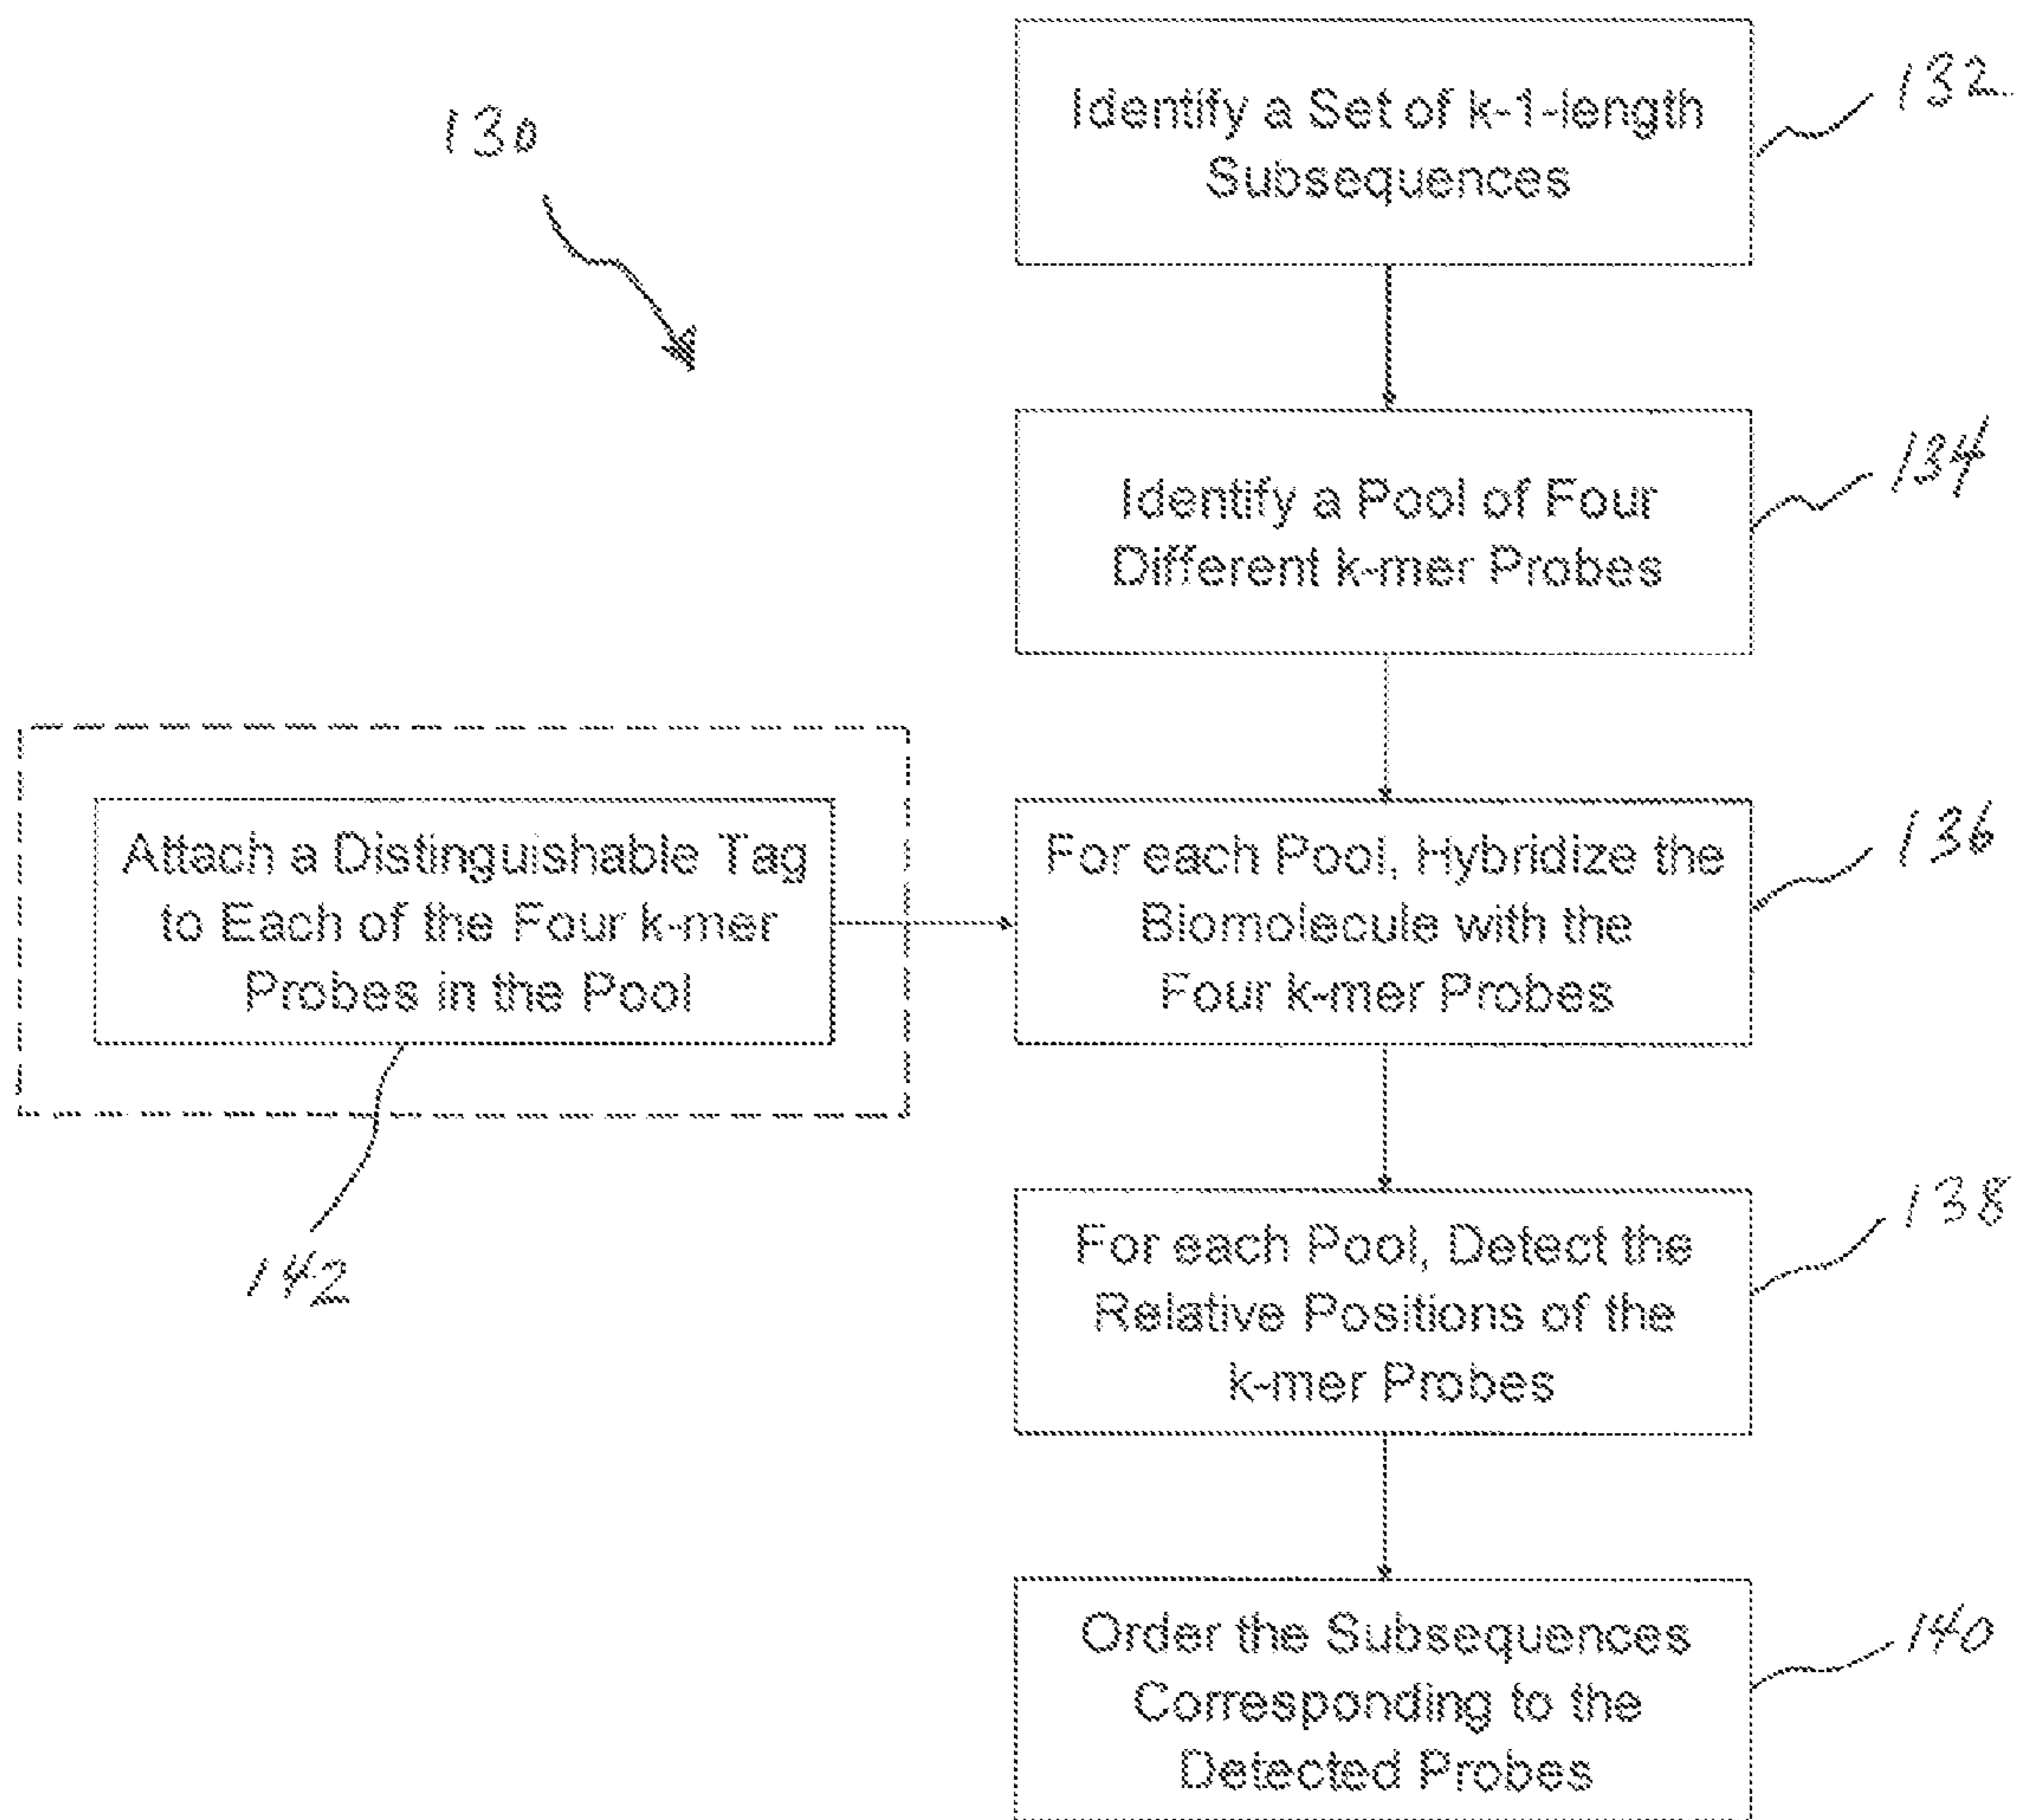 130
Identify a Set of k-1-length
Subsequences
132
Identify a Pool of Four
Different k-mer Probes
134
Attach a Distinguishable Tag
to Each of the Four k-mer
Probes in the Pool
142
For each Pool, Hybridize the
Biomolecule with the
Four k-mer Probes
136
For each Pool, Detect the
Relative Positions of the
k-mer Probes
138
Order the Subsequences
Corresponding to the
Detected Probes
140